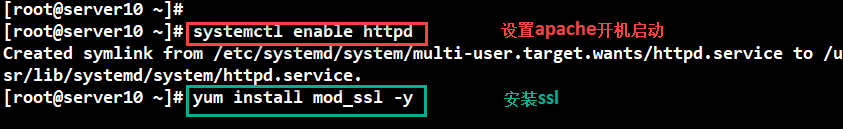 [root@server10 ~]#
[root@server10 ~]# systemctl enable httpd 设置apache开机启动
Created symlink from /etc/systemd/system/multi-user.target.wants/httpd.service to /u
sr/lib/systemd/system/httpd.service.
[root@server10 ~]# yum install mod_ssl -y 安装ssl